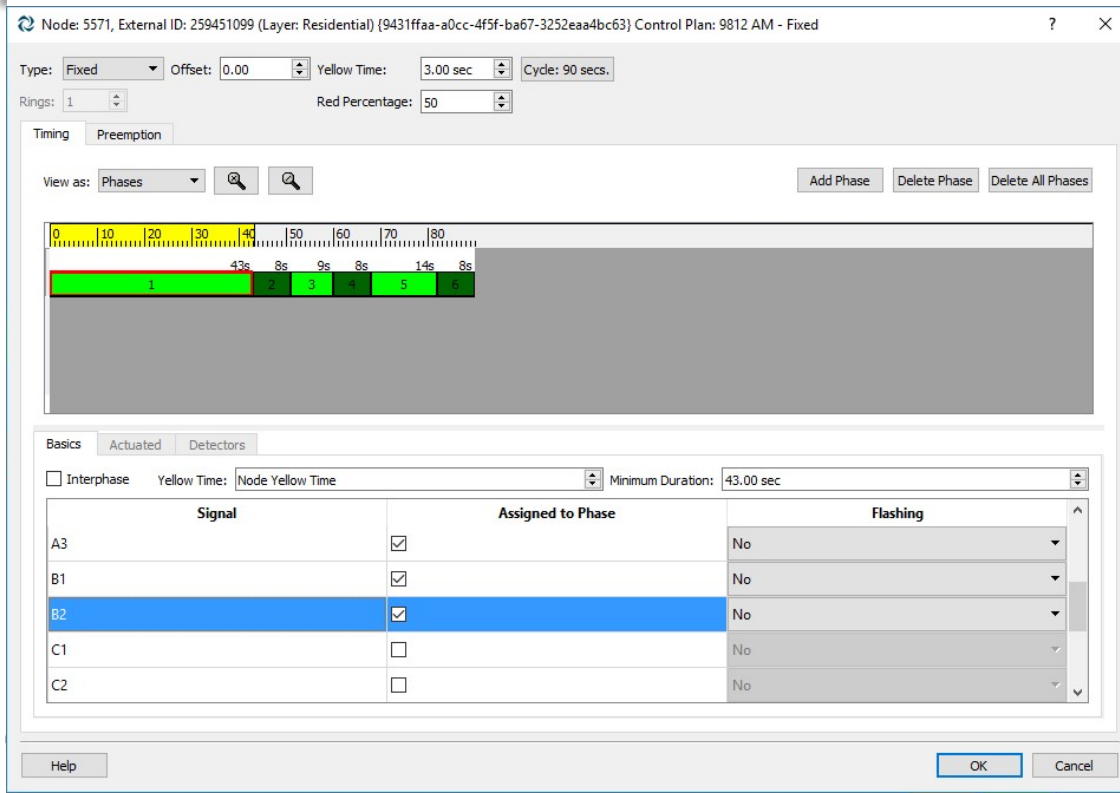 Node: 5571, External ID: 259451099 (Layer: Residential) {9431ffaa-a0cc-4f5f-ba67-3252eaa4bc63} Control Plan: 9812 AM - Fixed ? X
Type: Fixed Offset: 0.00 Yellow Time: 3.00 sec Cycle: 90 secs.
Rings: 1 Red Percentage: 50
Timing Preemption
View as: Phases Add Phase Delete Phase Delete All Phases
0 10 20 30 40 50 60 70 80
43s 8s 9s 8s 14s 8s
1 2 3 4 5 6
Basics Actuated Detectors
Interphase Yellow Time: Node Yellow Time Minimum Duration: 43.00 sec
Signal Assigned to Phase Flashing
A3 No
B1 No
B2 No
C1 No
C2 No
Help OK Cancel